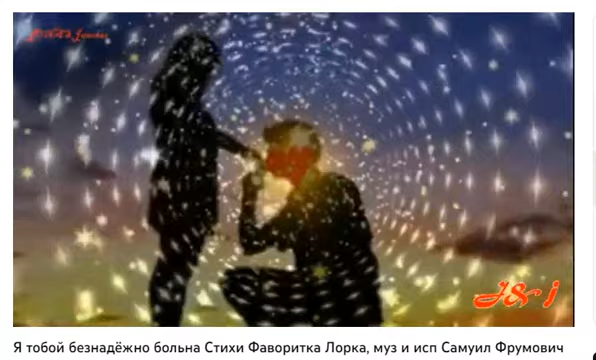 J&j
Я тобой безнадёжно больна Стихи Фаворитка Лорка, муз и исп Самуил Фрумович